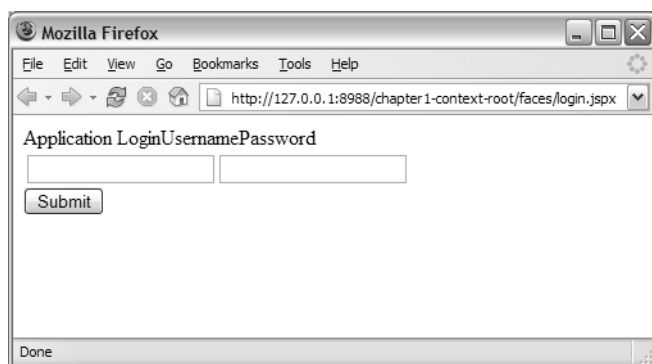 Mozilla Firefox
File Edit View Go Bookmarks Tools Help
http://127.0.0.1:8988/chapter1-context-root/faces/login.jspx
Application LoginUsernamePassword
Submit
Done